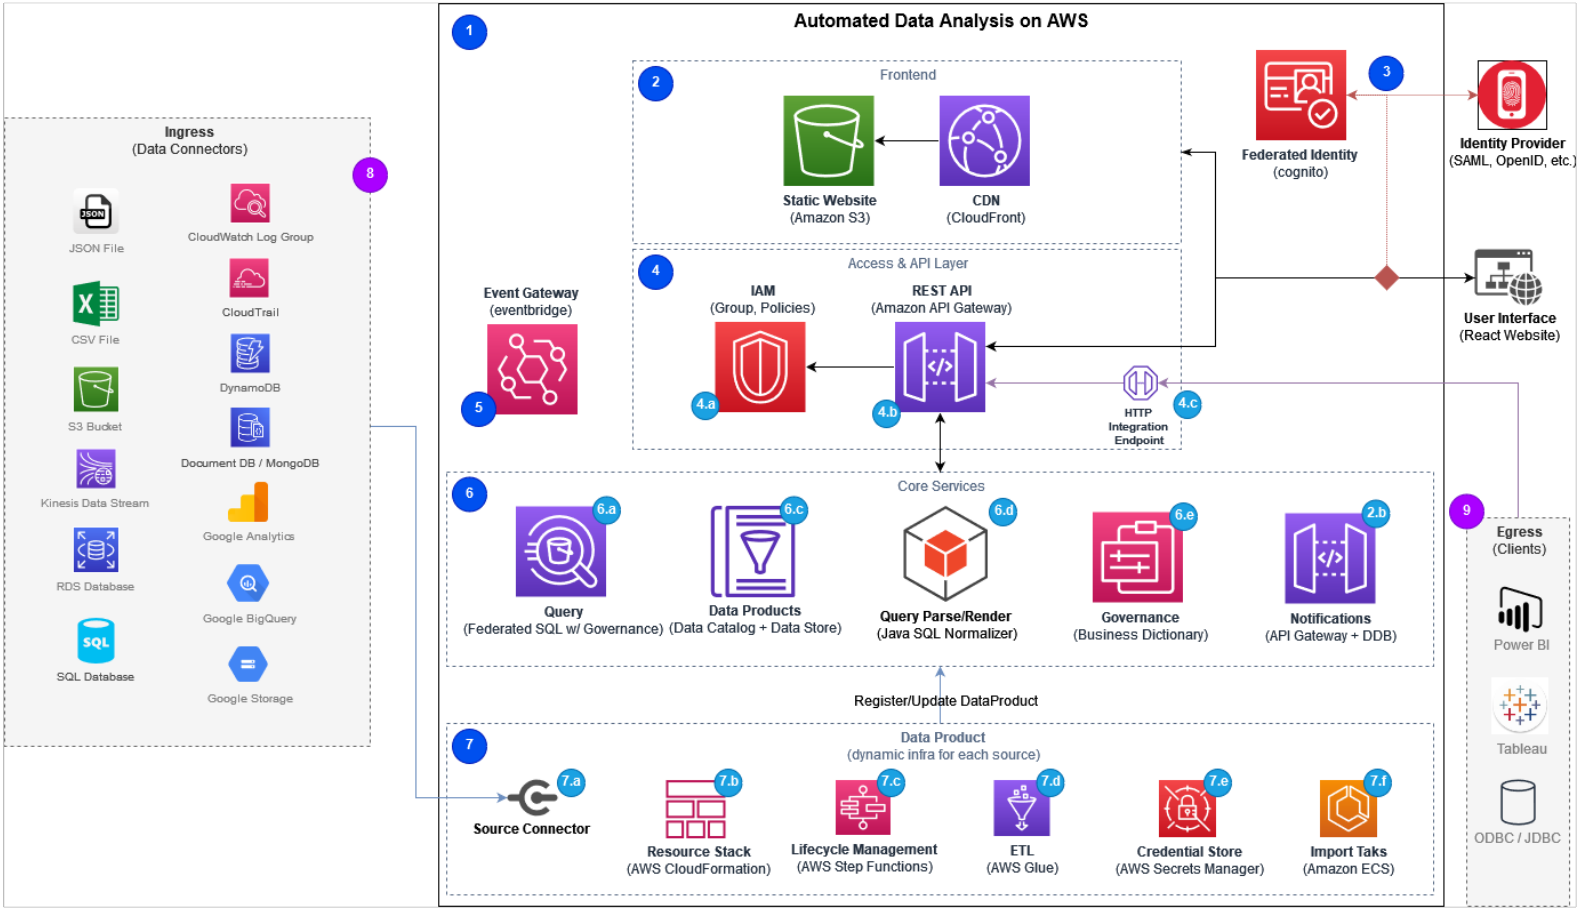 Automated Data Analysis on AWS
1
Ingress
(Data Connectors)
8
JSON
JSON File
CloudWatch Log Group
X
CSV File
CloudTrail
S3 Bucket
DynamoDB
Kinesis Data Stream
Document DB / MongoDB
RDS Database
Google Analytics
SQL
SQL Database
Google BigQuery
Google Storage
2
Frontend
Static Website
(Amazon S3)
CDN
(CloudFront)
3
Federated Identity
(cognito)
Identity Provider
(SAML, OpenID, etc.)
User Interface
(React Website)
4
Access & API Layer
IAM
(Group, Policies)
4.a
REST API
(Amazon API Gateway)
</>
4.b
HTTP
Integration
Endpoint
4.c
Event Gateway
(eventbridge)
5
6
Core Services
6.a
Query
(Federated SQL w/ Governance)
6.c
Data Products
(Data Catalog + Data Store)
6.d
Query Parse/Render
(Java SQL Normalizer)
6.e
Governance
(Business Dictionary)
2.b
</>
Notifications
(API Gateway + DDB)
Register/Update DataProduct
7
Data Product
(dynamic infra for each source)
7.a
Source Connector
7.b
Resource Stack
(AWS CloudFormation)
7.c
Lifecycle Management
(AWS Step Functions)
7.d
ETL
(AWS Glue)
7.e
Credential Store
(AWS Secrets Manager)
7.f
Import Taks
(Amazon ECS)
9
Egress
(Clients)
Power BI
Tableau
ODBC / JDBC